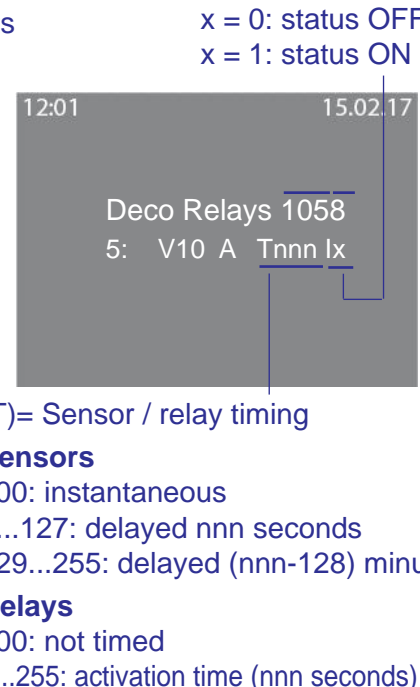 s
x = 0: status OFF
x = 1: status ON
12:01 15.02.17
Deco Relays 1058
5: V10 A Tnnn Ix
)= Sensor / relay timing
ensors
00: instantaneous
...127: delayed nnn seconds
29...255: delayed (nnn-128) minu
elays
00: not timed
..255: activation time (nnn seconds)